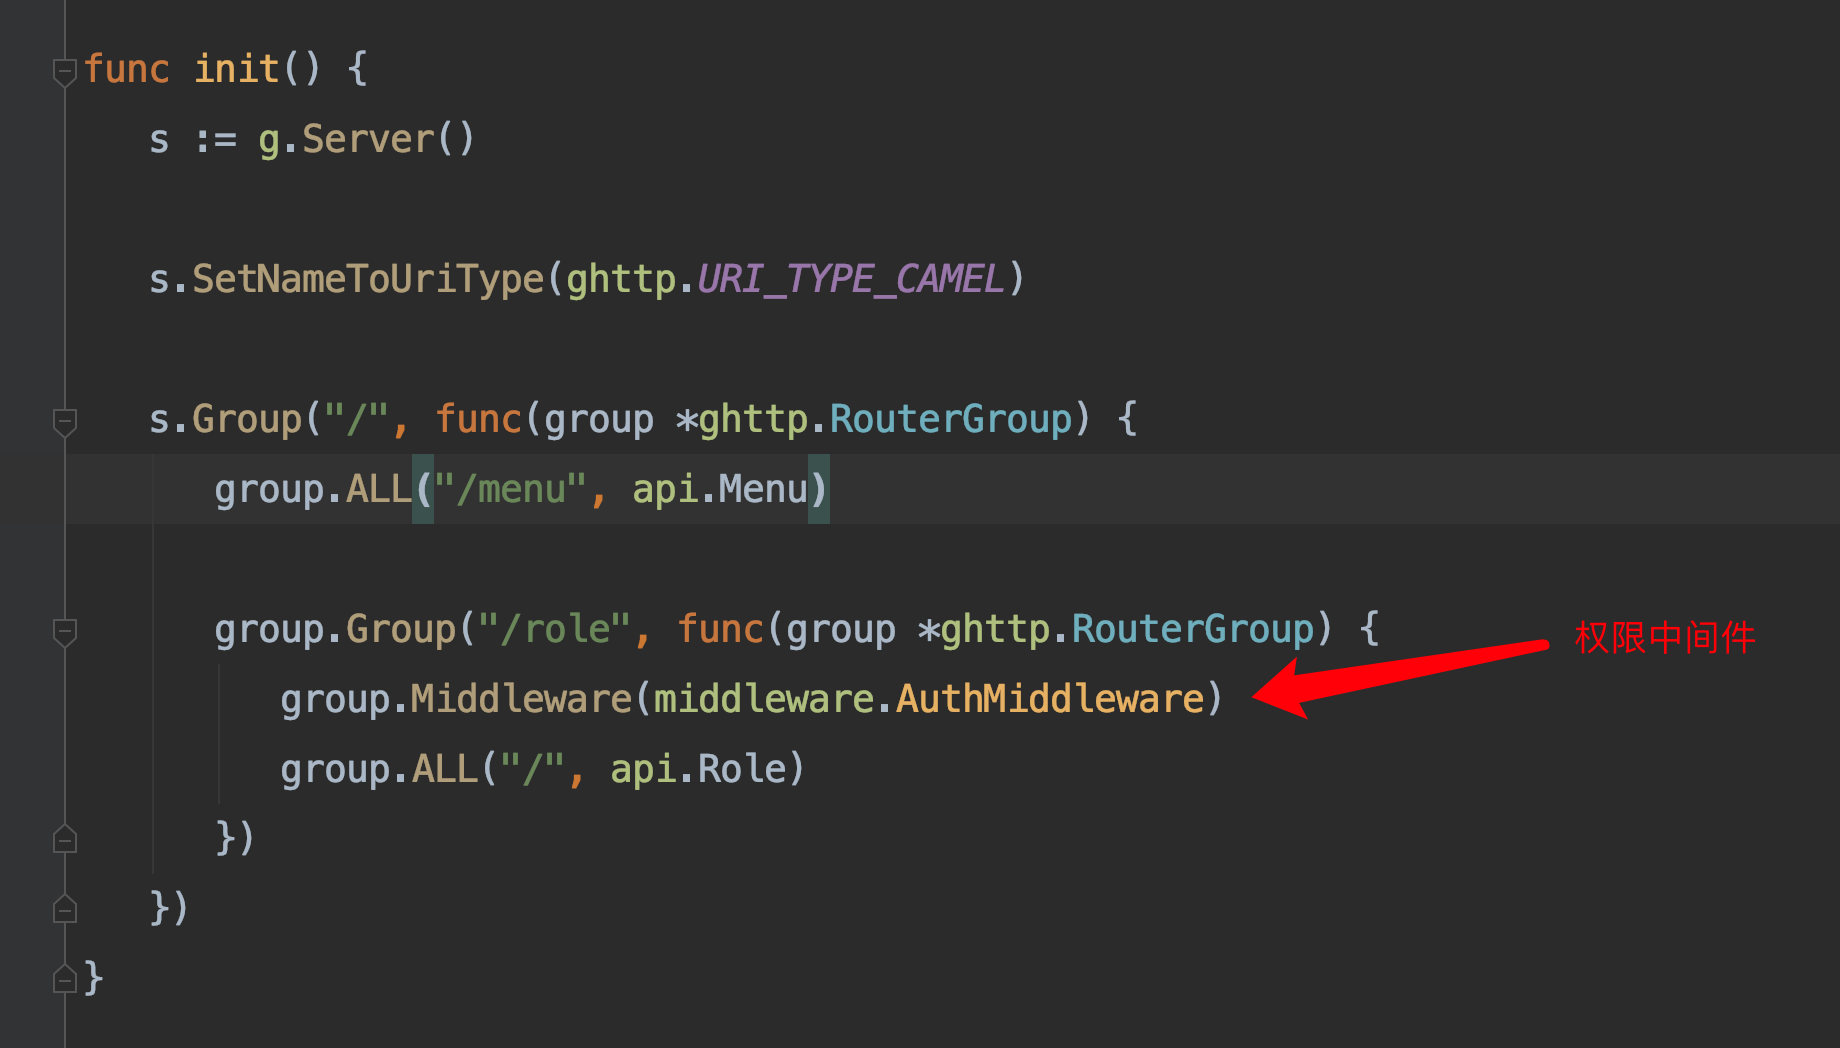 func init() {
s := g.Server()
s.SetNameToUriType(ghttp.URI_TYPE_CAMEL)
s.Group("/", func(group *ghttp.RouterGroup) {
group.ALL("/menu", api.Menu)
group.Group("/role", func(group *ghttp.RouterGroup) {
权限中间件
group.Middleware(middleware.AuthMiddleware)
group.ALL("/", api.Role)
})
})
}